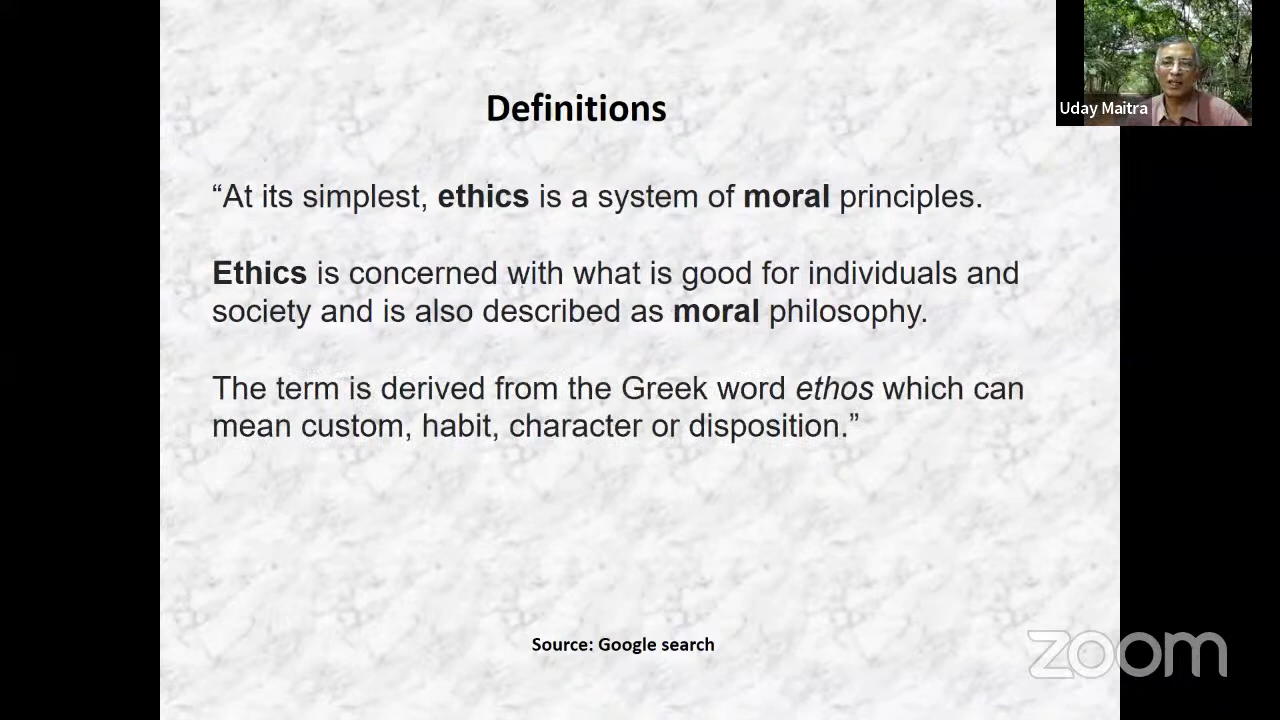 Definitions
Uday Maitra
“At its simplest, ethics is a system of moral principles.
Ethics is concerned with what is good for individuals and
society and is also described as moral philosophy.
The term is derived from the Greek word ethos which can
mean custom, habit, character or disposition.”
Source: Google search
zoom